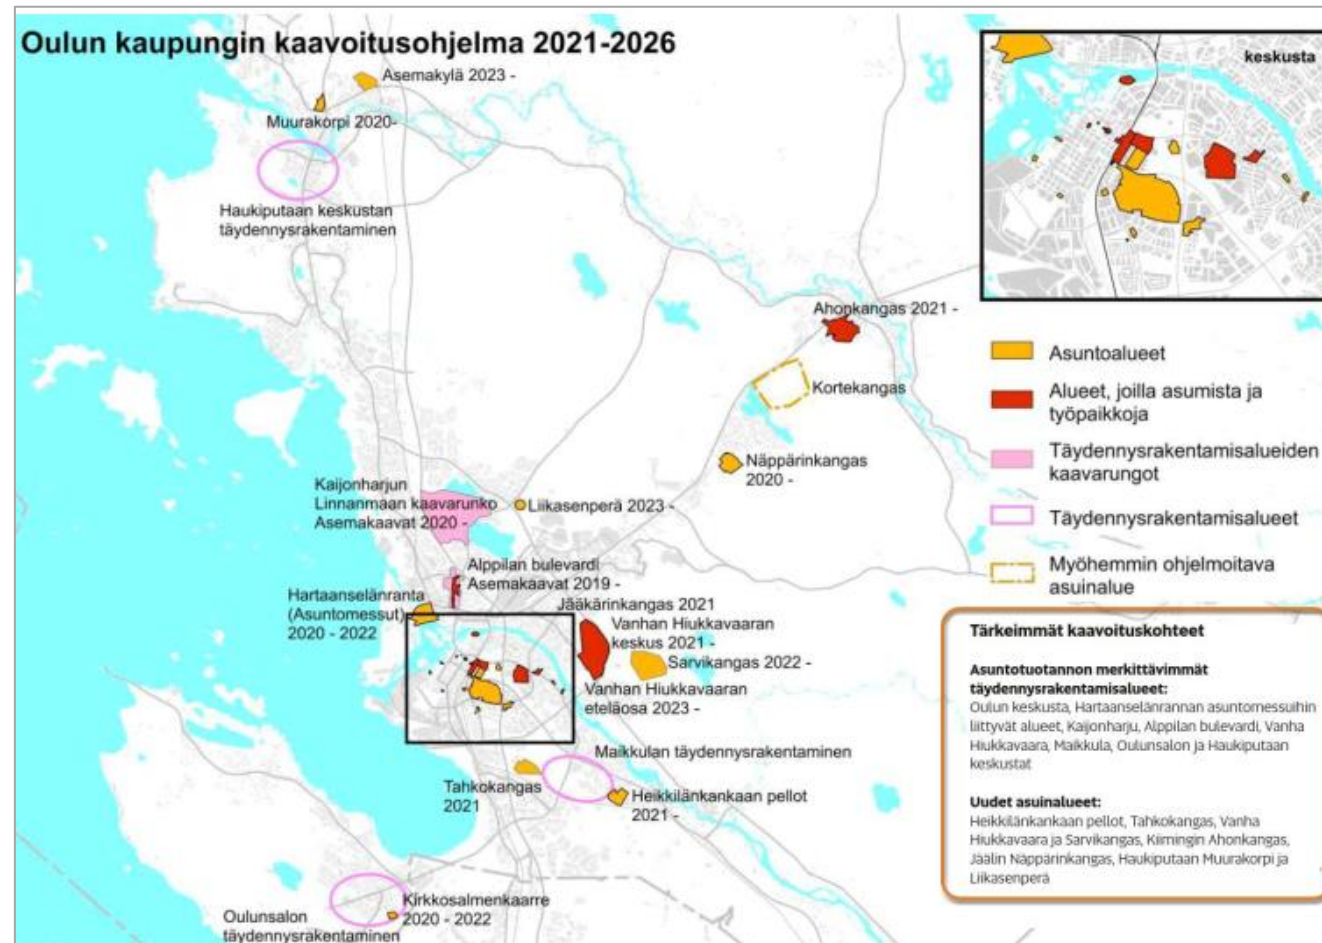 Oulun kaupungin kaavoitusohjelma 2021-2026
keskusta
Asemakylä 2023 -
Muurakorpi 2020-
Haukiputaan keskustan
täydennysrakentaminen
Ahonkangas 2021 -
Kortekangas
Näppärinkangas
2020 -
Kaijonharjun
Linnanmaan kaavarunko
Asemakaavat 2020 -
Liikasenperä 2023 -
Alppilan bulevardi
Asemakaavat 2019 -
Hartaanselänranta
(Asuntomessut)
2020 - 2022
Jääkärinkangas 2021
Vanhan Hiukkavaaran
keskus 2021 -
Sarvikangas 2022 -
Vanhan Hiukkavaaran
eteläosa 2023 -
Maikkulan täydennysrakentaminen
Tahkokangas
2021
Heikkilänkankaan pellot
2021 -
Kirkkosalmenkaarre
2020 - 2022
Oulunsalon
täydennysrakentaminen
Asuntoalueet
Alueet, joilla asumista ja
työpaikkoja
Täydennysrakentamisalueiden
kaavarungot
Täydennysrakentamisalueet
Myöhemmin ohjelmoitava
asuinalue
Tärkeimmät kaavoituskohteet
Asuntotuotannon merkittävimmät
täydennysrakentamisalueet:
Oulun keskusta, Hartaanselänrannan asuntomessuihin
liittyvät alueet, Kaijonharju, Alppilan bulevardi, Vanha
Hiukkavaara, Maikkula, Oulunsalon ja Haukiputaan
keskustat
Uudet asuinalueet:
Heikkilänkankaan pellot, Tahkokangas, Vanha
Hiukkavaara ja Sarvikangas, Kiimingin Ahonkangas,
Jäälin Näppärinkangas, Haukiputaan Muurakorpi ja
Liikasenperä